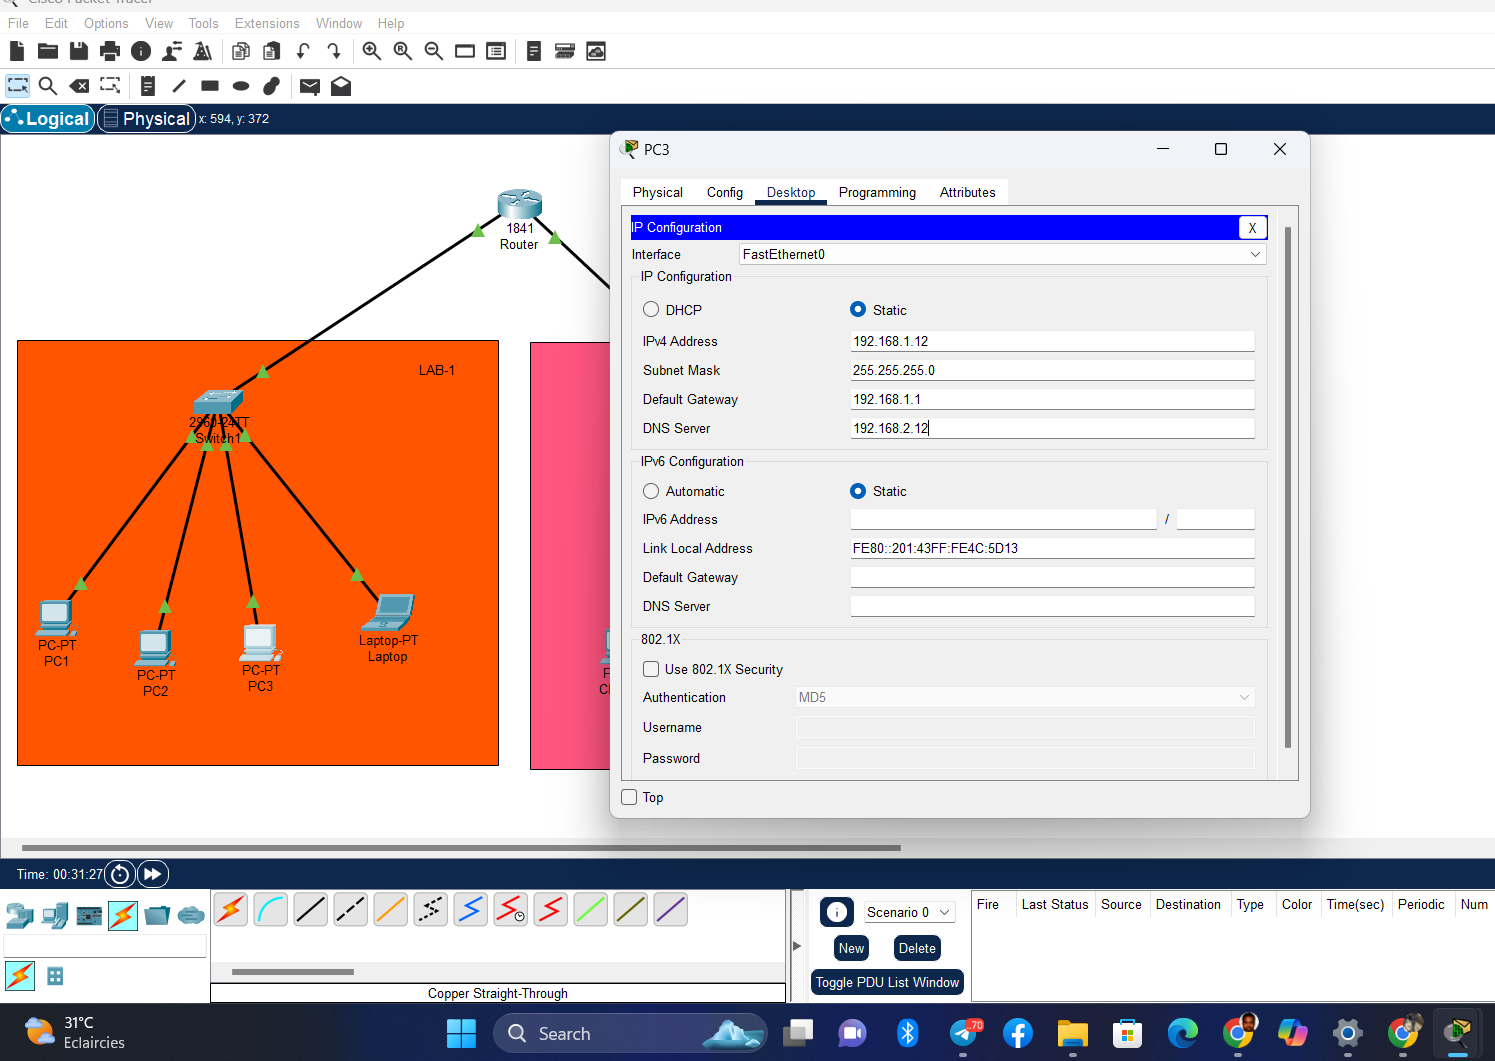 Cisco Packet Tracer
File Edit Options View Tools Extensions Window Help
Logical Physical x: 594, y: 372
1841
Router
LAB-1
2960-24TT
Switch1
PC-PT
PC1
PC-PT
PC2
PC-PT
PC3
Laptop-PT
Laptop
PC3
Physical Config Desktop Programming Attributes
IP Configuration X
Interface FastEthernet0
IP Configuration
DHCP Static
IPv4 Address 192.168.1.12
Subnet Mask 255.255.255.0
Default Gateway 192.168.1.1
DNS Server 192.168.2.12
IPv6 Configuration
Automatic Static
IPv6 Address /
Link Local Address FE80::201:43FF:FE4C:5D13
Default Gateway
DNS Server
802.1X
Use 802.1X Security
Authentication MD5
Username
Password
Top
Time: 00:31:27
Copper Straight-Through
Scenario 0
New Delete
Toggle PDU List Window
Fire Last Status Source Destination Type Color Time(sec) Periodic Num
31°C
Eclaircies
Search
..70